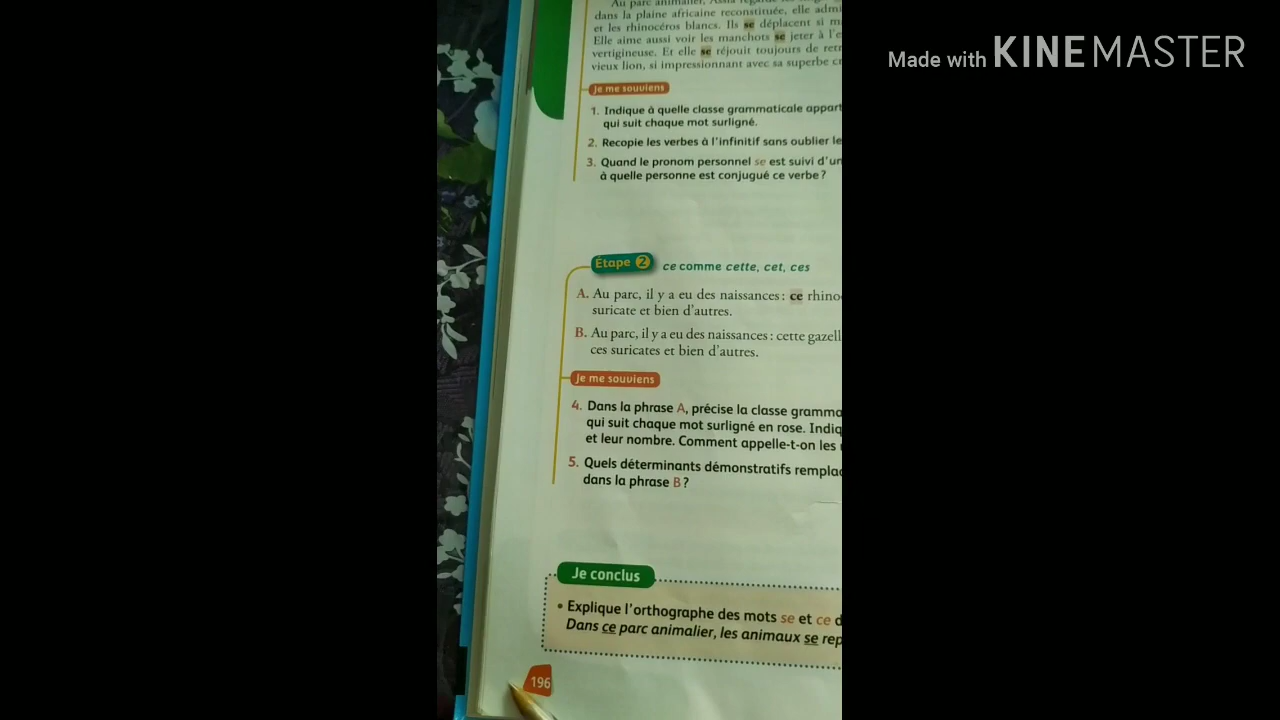 Made with KINEMASTER
Au parc animalier, Assia regarde les
dans la plaine africaine reconstituée, elle admi
et les rhinocéros blancs. Ils se déplacent si m
Elle aime aussi voir les manchots se jeter à l'e
vertigineuse. Et elle se réjouit toujours de retr
vieux lion, si impressionnant avec sa superbe cr
Je me souviens
1. Indique à quelle classe grammaticale appart
qui suit chaque mot surligné.
2. Recopie les verbes à l'infinitif sans oublier le
3. Quand le pronom personnel se est suivi d'un
à quelle personne est conjugué ce verbe ?
Étape 2 ce comme cette, cet, ces
A. Au parc, il y a eu des naissances : ce rhino
suricate et bien d'autres.
B. Au parc, il y a eu des naissances : cette gazell
ces suricates et bien d'autres.
Je me souviens
4. Dans la phrase A, précise la classe gramma
qui suit chaque mot surligné en rose. Indiq
et leur nombre. Comment appelle-t-on les
5. Quels déterminants démonstratifs remplac
dans la phrase B ?
Je conclus
• Explique l'orthographe des mots se et ce d
Dans ce parc animalier, les animaux se rep
196